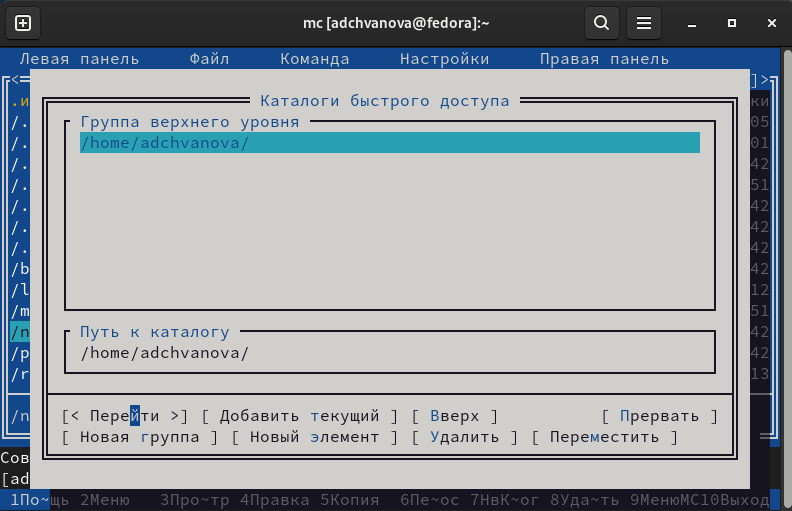 mc [adchvanova@fedora]:~
Левая панель Файл Команда Настройки Правая панель
<= ]>
.и ки
Каталоги быстрого доступа
/. 05
Группа верхнего уровня
/. 01
/home/adchvanova/
/. 42
/. 51
/. 42
/. 42
/. 42
/b 42
/l 12
/m 51
/n 42
Путь к каталогу
/p 42
/home/adchvanova/
/r 13
/n
[< Перейти >] [ Добавить текущий ] [ Вверх ] [ Прервать ]
[ Новая группа ] [ Новый элемент ] [ Удалить ] [ Переместить ]
Сов
[ad
1По~щь 2Меню 3Про~тр 4Правка 5Копия 6Пе~ос 7НвК~ог 8Уда~ть 9МенюMC10Выход